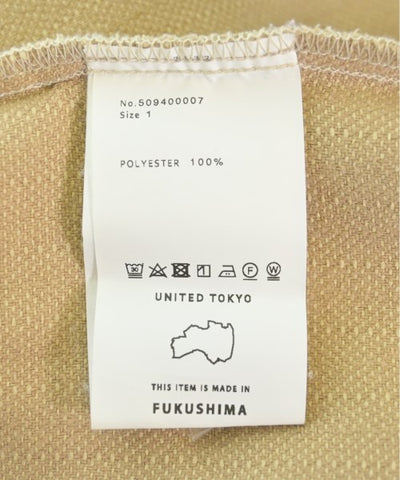 No.509400007
Size 1
POLYESTER 100%
F W
UNITED TOKYO
THIS ITEM IS MADE IN
FUKUSHIMA